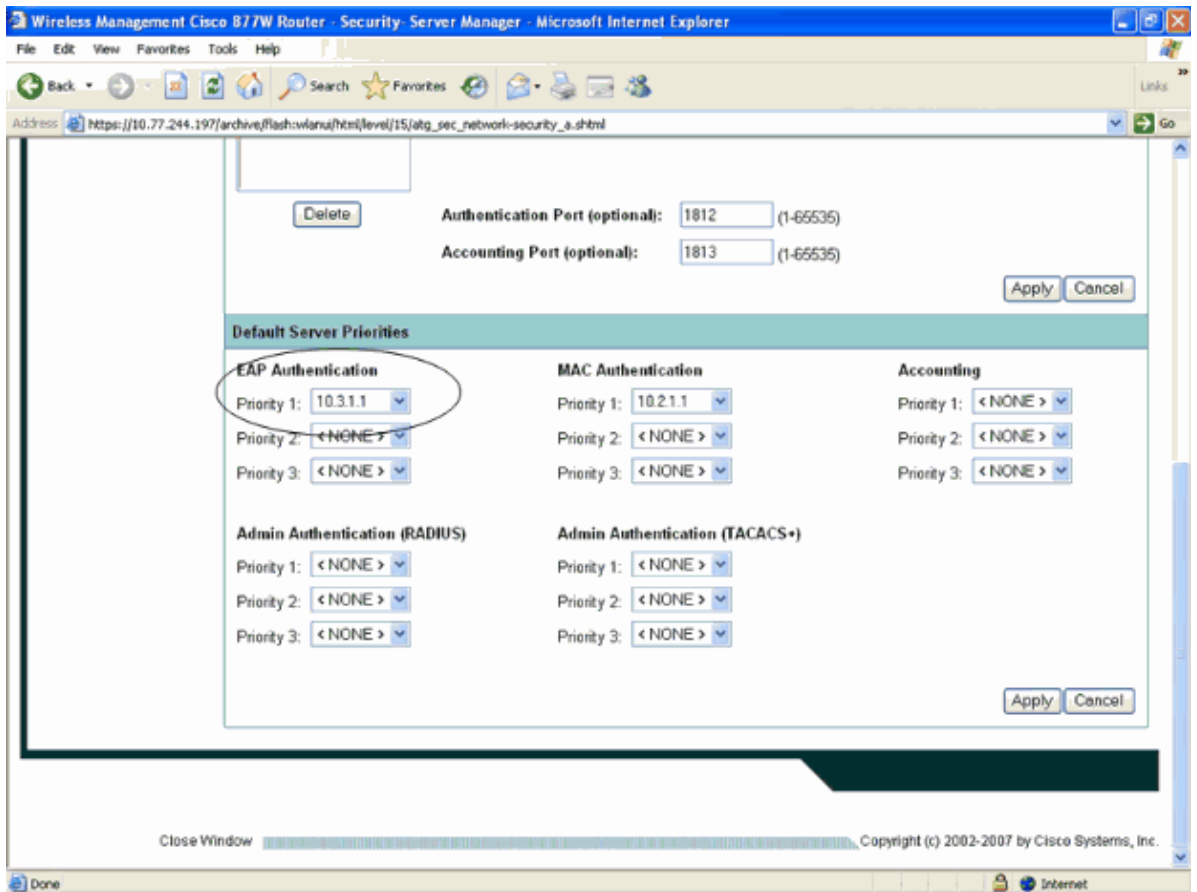 Wireless Management Cisco 877W Router - Security- Server Manager - Microsoft Internet Explorer
File Edit View Favorites Tools Help
Back Search Favorites Links
Address https://10.77.244.197/archive/flash:wlanui/html/level/15/atg_sec_network-security_a.shtml Go
Delete Authentication Port (optional): 1812 (1-65535)
Accounting Port (optional): 1813 (1-65535)
Apply Cancel
Default Server Priorities
EAP Authentication MAC Authentication Accounting
Priority 1: 10.3.1.1 Priority 1: 10.2.1.1 Priority 1: < NONE >
Priority 2: < NONE > Priority 2: < NONE > Priority 2: < NONE >
Priority 3: < NONE > Priority 3: < NONE > Priority 3: < NONE >
Admin Authentication (RADIUS) Admin Authentication (TACACS+)
Priority 1: < NONE > Priority 1: < NONE >
Priority 2: < NONE > Priority 2: < NONE >
Priority 3: < NONE > Priority 3: < NONE >
Apply Cancel
Close Window Copyright (c) 2002-2007 by Cisco Systems, Inc.
Done Internet